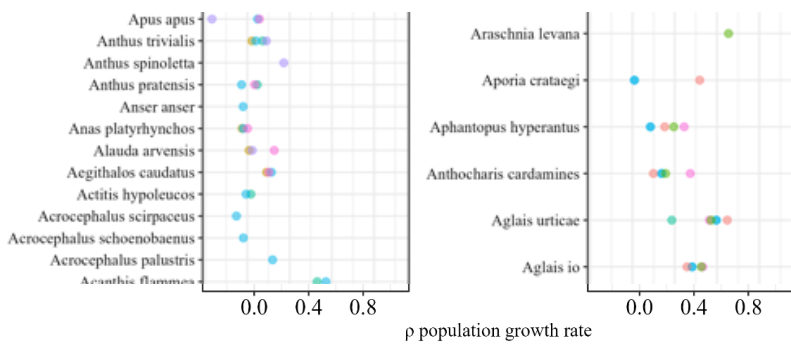 Apus apus
Anthus trivialis
Anthus spinoletta
Anthus pratensis
Anser anser
Anas platyrhynchos
Alauda arvensis
Aegithalos caudatus
Actitis hypoleucos
Acrocephalus scirpaceus
Acrocephalus schoenobaenus
Acrocephalus palustris
Acanthis flammea
0.0 0.4 0.8
Araschnia levana
Aporia crataegi
Aphantopus hyperantus
Anthocharis cardamines
Aglais urticae
Aglais io
0.0 0.4 0.8
ρ population growth rate